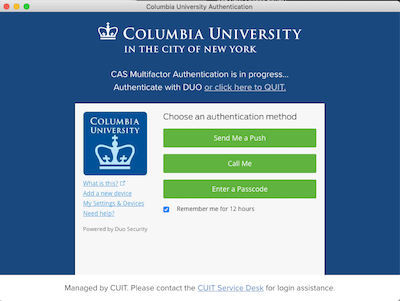 Columbia University Authentication
COLUMBIA UNIVERSITY
IN THE CITY OF NEW YORK
CAS Multifactor Authentication is in progress...
Authenticate with DUO or click here to QUIT.
COLUMBIA
UNIVERSITY
What is this?
Add a new device
My Settings & Devices
Need help?
Powered by Duo Security
Choose an authentication method
Send Me a Push
Call Me
Enter a Passcode
Remember me for 12 hours
Managed by CUIT. Please contact the CUIT Service Desk for login assistance.